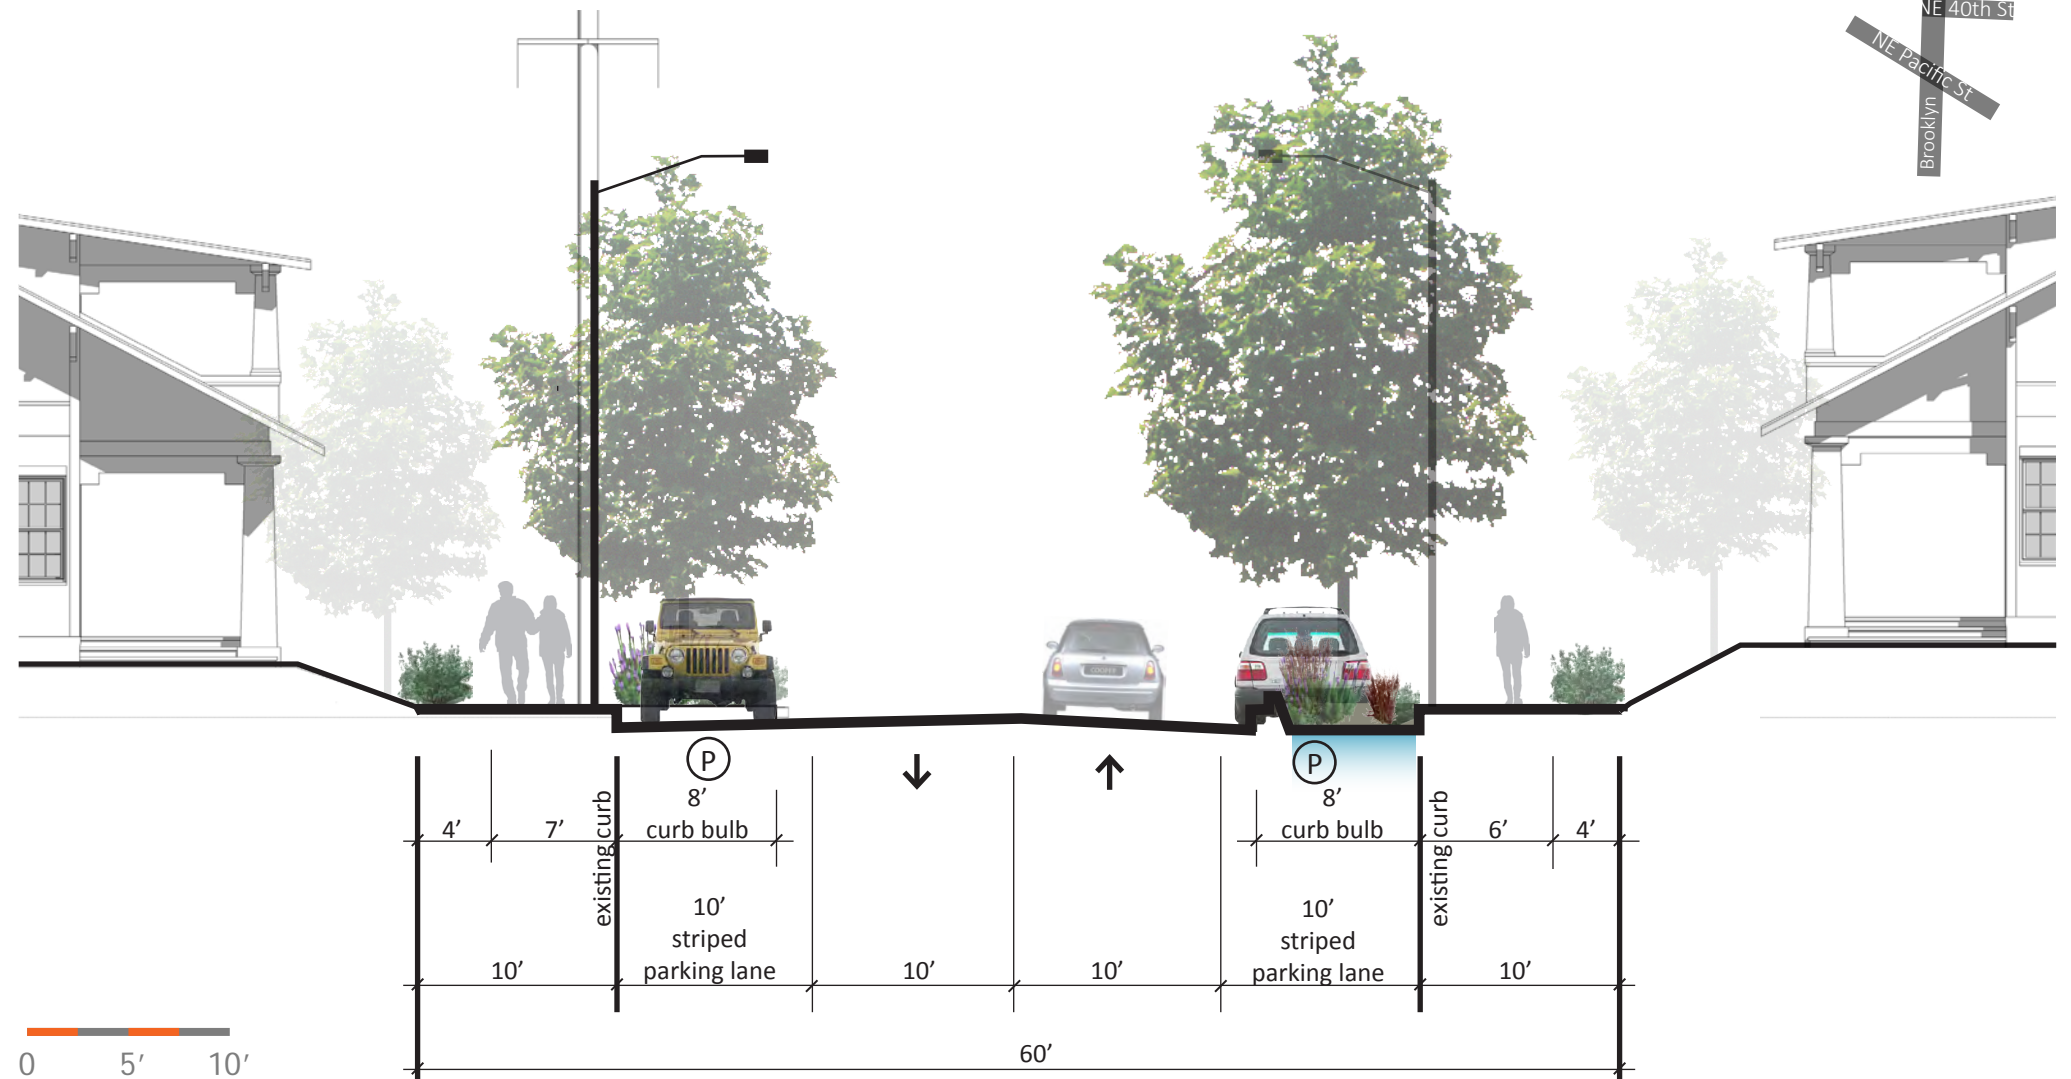 NE 40th St
NE Pacific St
Brooklyn
COOPER
P
P
8’
curb bulb
8’
curb bulb
4’
7’
6’
4’
existing curb
existing curb
10’
striped
parking lane
10’
striped
parking lane
10’
10’
10’
10’
60’
0
5’
10’